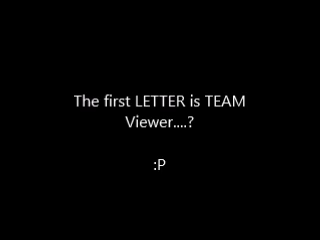 The first LETTER is TEAM
Viewer....?
:P